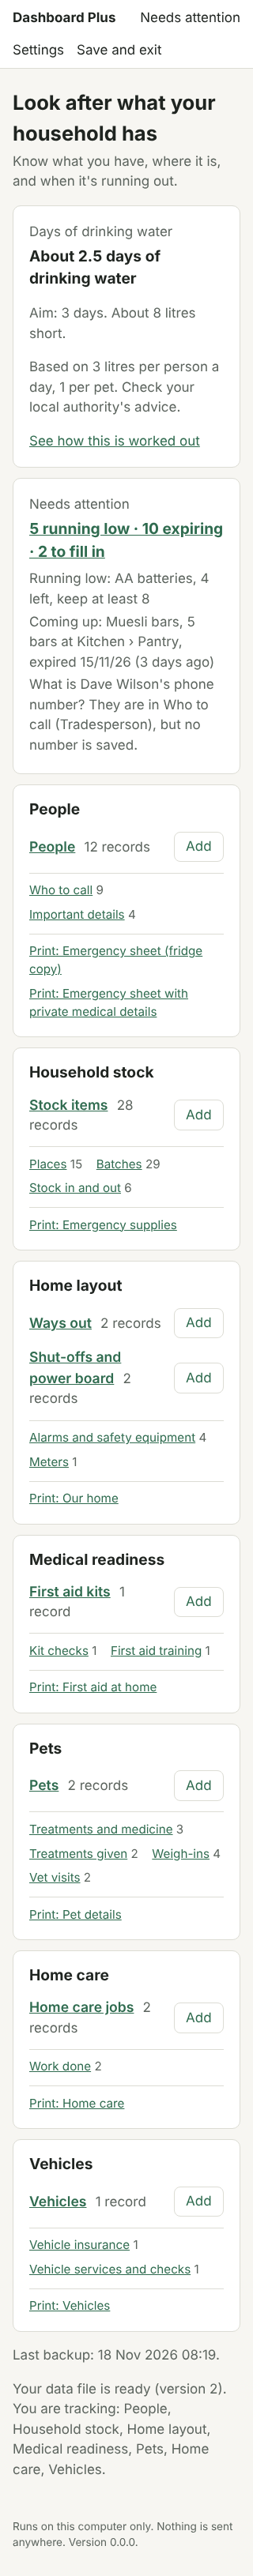 Dashboard Plus Needs attention
Settings Save and exit
Look after what your
household has
Know what you have, where it is,
and when it's running out.
Days of drinking water
About 2.5 days of
drinking water
Aim: 3 days. About 8 litres
short.
Based on 3 litres per person a
day, 1 per pet. Check your
local authority's advice.
See how this is worked out
Needs attention
5 running low · 10 expiring
· 2 to fill in
Running low: AA batteries, 4
left, keep at least 8
Coming up: Muesli bars, 5
bars at Kitchen › Pantry,
expired 15/11/26 (3 days ago)
What is Dave Wilson's phone
number? They are in Who to
call (Tradesperson), but no
number is saved.
People
People 12 records Add
Who to call 9
Important details 4
Print: Emergency sheet (fridge
copy)
Print: Emergency sheet with
private medical details
Household stock
Stock items 28
records
Add
Places 15 Batches 29
Stock in and out 6
Print: Emergency supplies
Home layout
Ways out 2 records Add
Shut-offs and
power board 2
records
Add
Alarms and safety equipment 4
Meters 1
Print: Our home
Medical readiness
First aid kits 1
record
Add
Kit checks 1 First aid training 1
Print: First aid at home
Pets
Pets 2 records Add
Treatments and medicine 3
Treatments given 2 Weigh-ins 4
Vet visits 2
Print: Pet details
Home care
Home care jobs 2
records
Add
Work done 2
Print: Home care
Vehicles
Vehicles 1 record Add
Vehicle insurance 1
Vehicle services and checks 1
Print: Vehicles
Last backup: 18 Nov 2026 08:19.
Your data file is ready (version 2).
You are tracking: People,
Household stock, Home layout,
Medical readiness, Pets, Home
care, Vehicles.
Runs on this computer only. Nothing is sent
anywhere. Version 0.0.0.